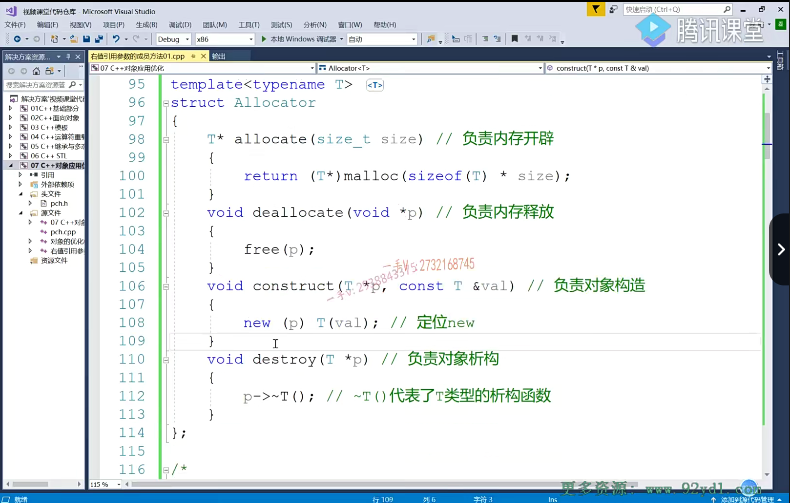 视频课堂代码仓库 - Microsoft Visual Studio
快速启动 (Ctrl+Q)
文件(F) 编辑(E) 视图(V) 项目(P) 生成(B) 调试(D) 团队(M) 工具(T) 测试(S) 分析(N) 窗口(W) 帮助(H)
腾讯课堂
Debug x86 本地 Windows 调试器 自动
解决方案资源... 右值引用参数的成员方法01.cpp 输出
07 C++对象应用优化 Allocator<T> construct(T * p, const T & val)
搜索解决方案资源管理
解决方案"视频课堂代
01C++基础部分
02C++面向对象
03 C++模板
04 C++运算符重
05 C++继承与多
06 C++ STL
07 C++对象应用优
引用
外部依赖项
头文件
pch.h
源文件
07 C++对象
pch.cpp
对象的优化
右值引用参
资源文件
95 template<typename T> <T>
96 struct Allocator
97 {
98 T* allocate(size_t size) // 负责内存开辟
99 {
100 return (T*)malloc(sizeof(T) * size);
101 }
102 void deallocate(void *p) // 负责内存释放
103 {
104 free(p);
105 }
106 void construct(T *p, const T &val) // 负责对象构造
107 {
108 new (p) T(val); // 定位new
109 }
110 void destroy(T *p) // 负责对象析构
111 {
112 p->~T(); // ~T()代表了T类型的析构函数
113 }
114 };
115
116 /*
一手V:2732168745
115 %
更多资源：www.92xdl.com
就绪 行 109 列 6 字符 3 Ins 添加到源代码管理